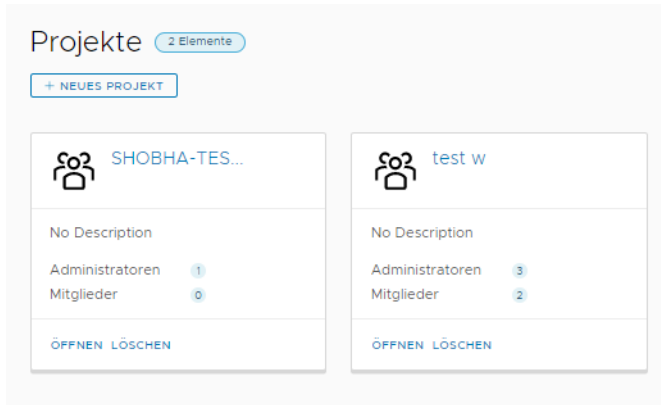 Projekte 2 Elemente
+ NEUES PROJEKT
SHOBHA-TES...
No Description
Administratoren 1
Mitglieder 0
ÖFFNEN LÖSCHEN
test w
No Description
Administratoren 3
Mitglieder 2
ÖFFNEN LÖSCHEN